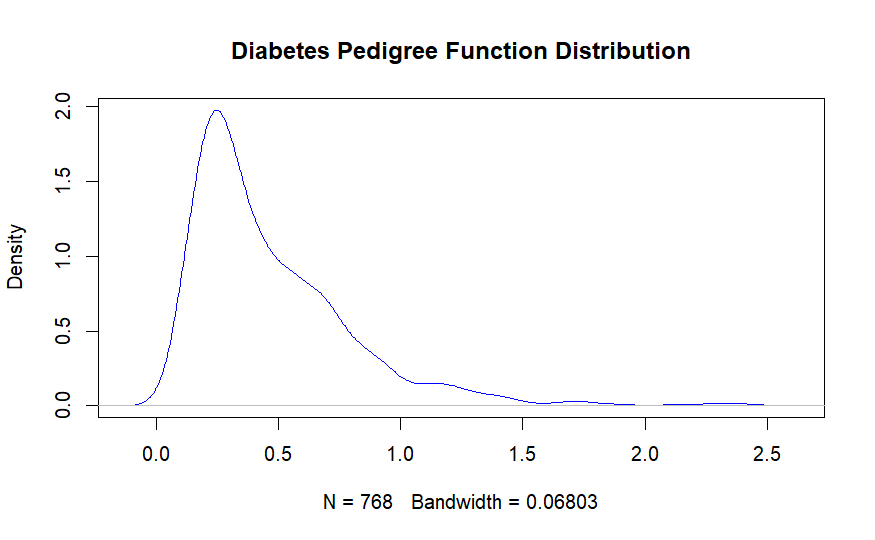 Diabetes Pedigree Function Distribution
Density
2.0
1.5
1.0
0.5
0.0
0.0 0.5 1.0 1.5 2.0 2.5
N = 768 Bandwidth = 0.06803